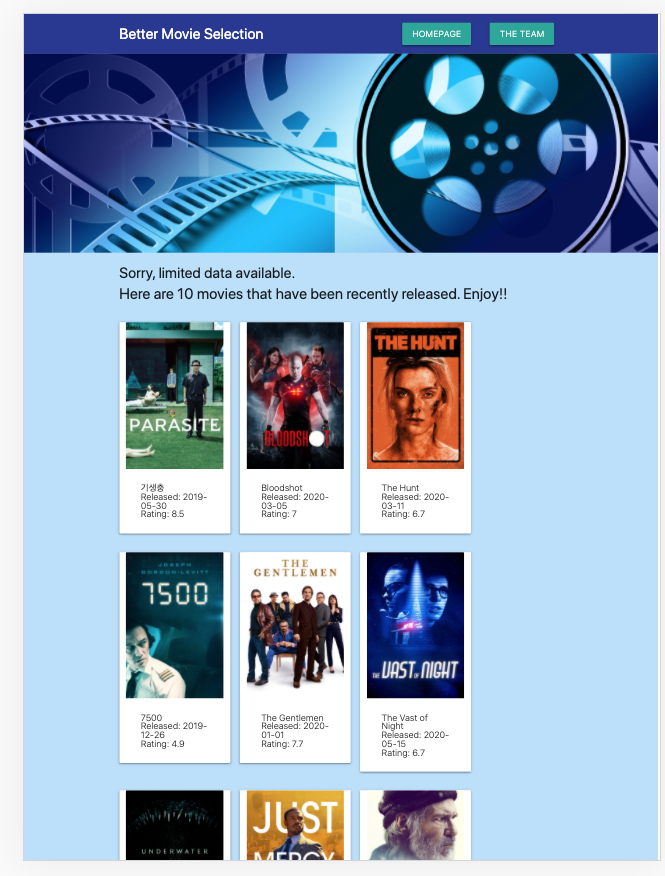 Better Movie Selection
HOMEPAGE
THE TEAM
Sorry, limited data available.
Here are 10 movies that have been recently released. Enjoy!!
PARASITE
BLOODSHOT
THE HUNT
기생충
Released: 2019-
05-30
Rating: 8.5
Bloodshot
Released: 2020-
03-05
Rating: 7
The Hunt
Released: 2020-
03-11
Rating: 6.7
JOSEPH
GORDON-LEVITT
7500
THE
GENTLEMEN
THE VAST OF NIGHT
7500
Released: 2019-
12-26
Rating: 4.9
The Gentlemen
Released: 2020-
01-01
Rating: 7.7
The Vast of
Night
Released: 2020-
05-15
Rating: 6.7
UNDERWATER
JUST
MERCY